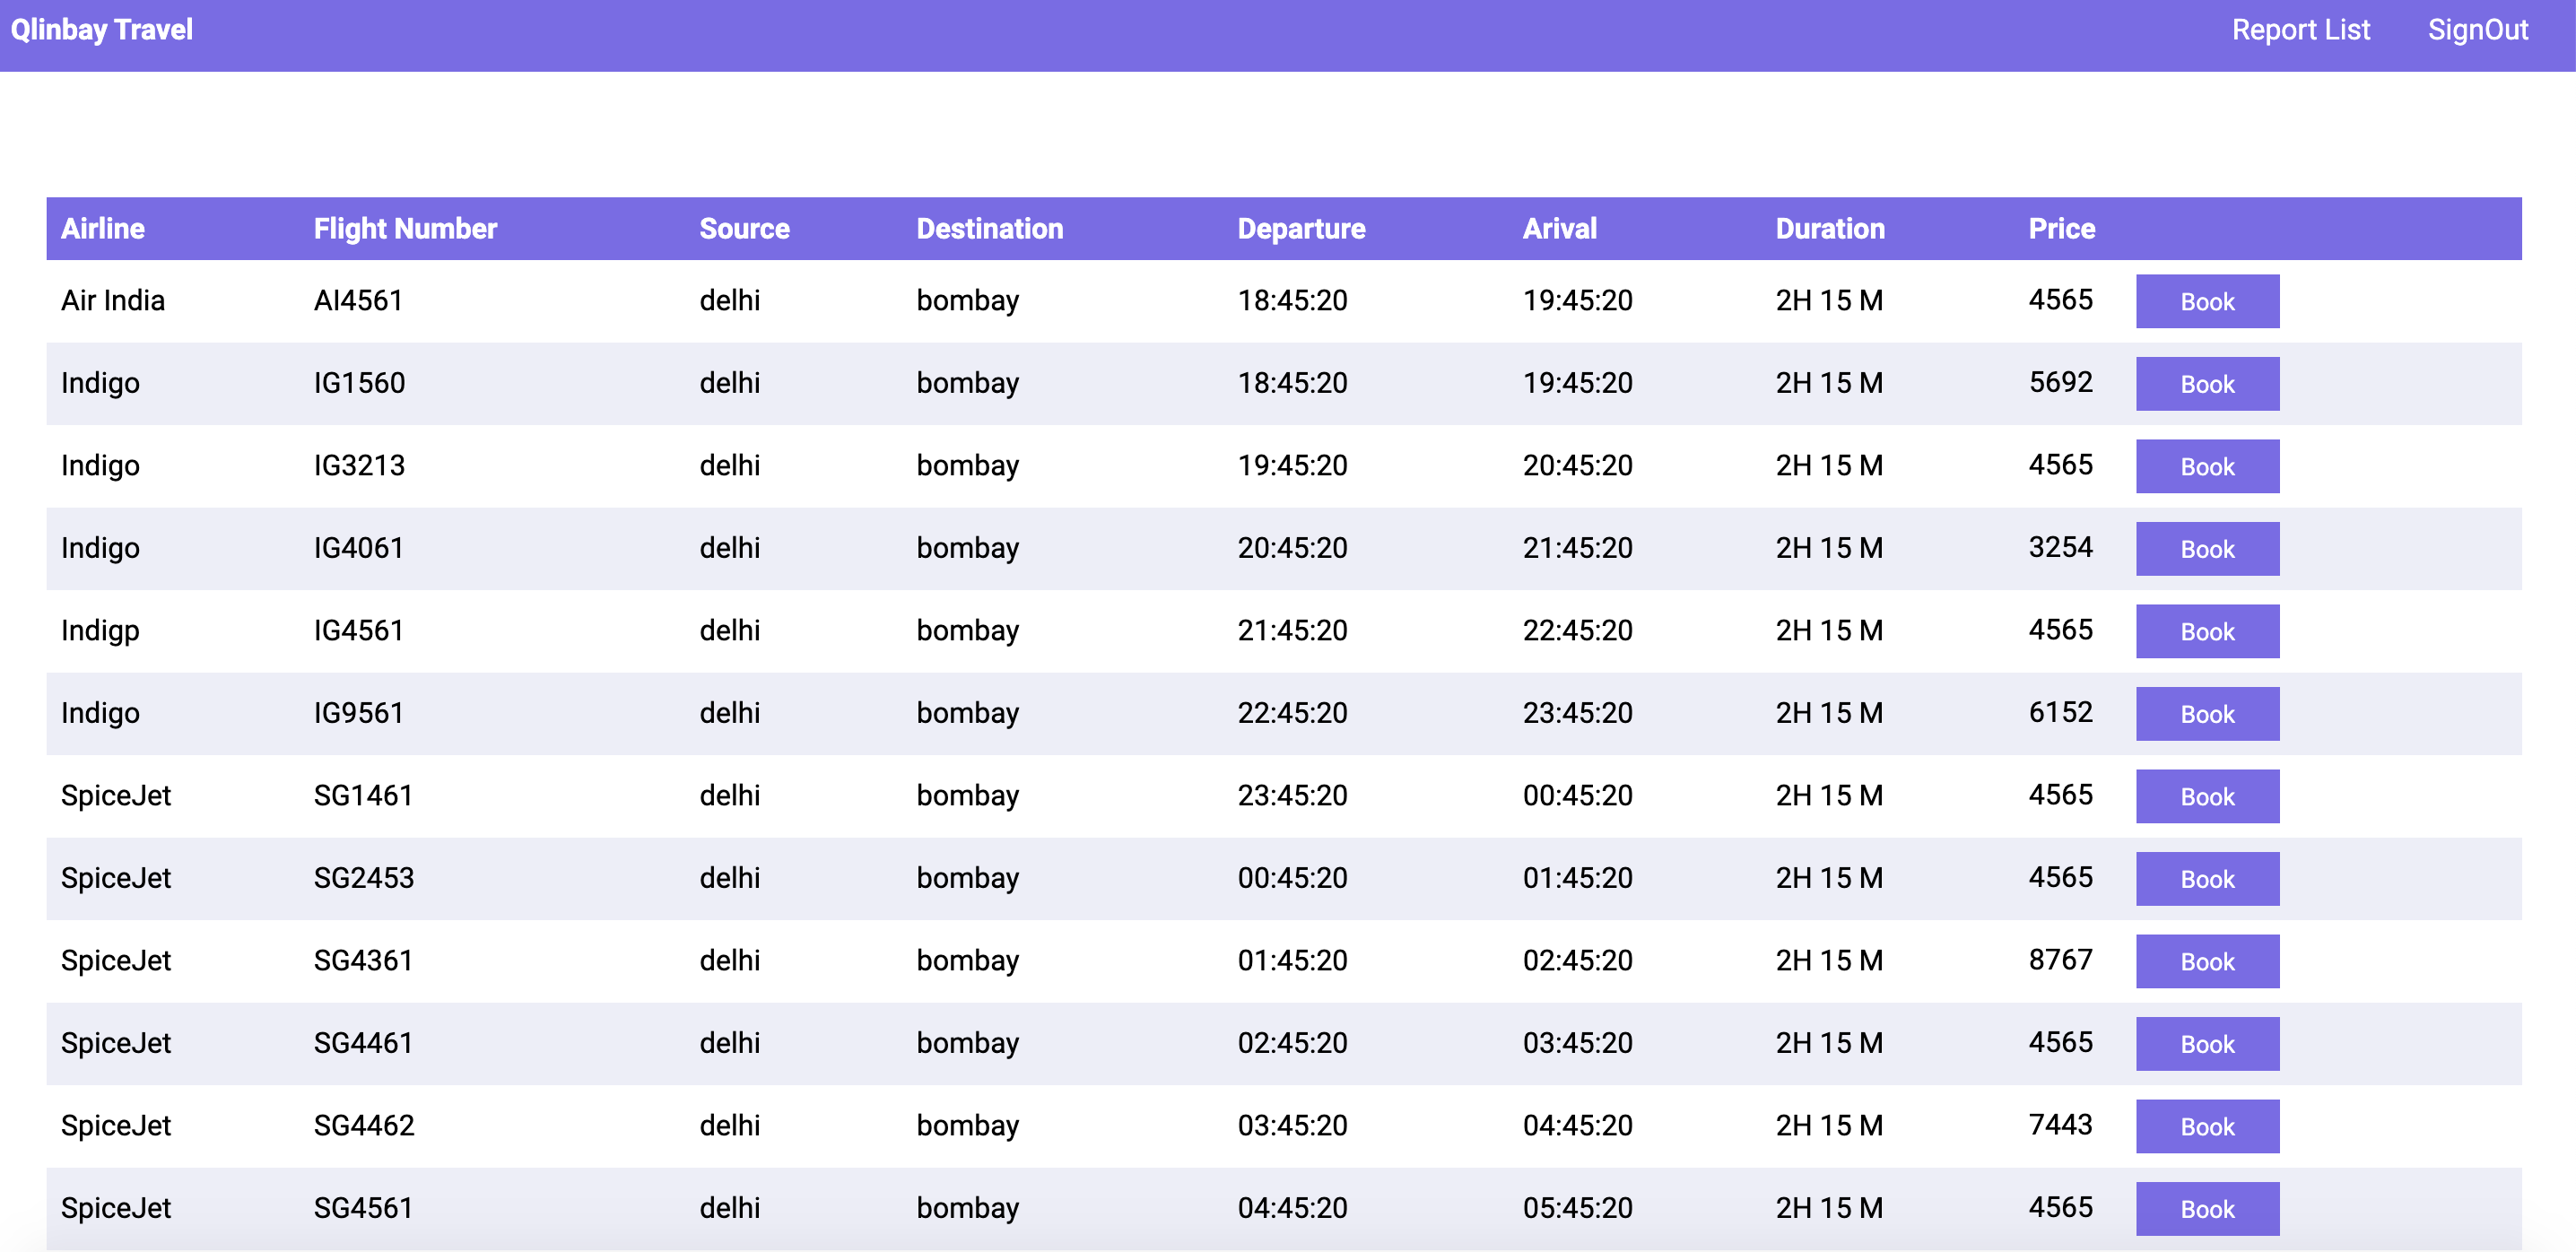 Qlinbay Travel Report List SignOut
Airline Flight Number Source Destination Departure Arival Duration Price
Air India AI4561 delhi bombay 18:45:20 19:45:20 2H 15 M 4565 Book
Indigo IG1560 delhi bombay 18:45:20 19:45:20 2H 15 M 5692 Book
Indigo IG3213 delhi bombay 19:45:20 20:45:20 2H 15 M 4565 Book
Indigo IG4061 delhi bombay 20:45:20 21:45:20 2H 15 M 3254 Book
Indigp IG4561 delhi bombay 21:45:20 22:45:20 2H 15 M 4565 Book
Indigo IG9561 delhi bombay 22:45:20 23:45:20 2H 15 M 6152 Book
SpiceJet SG1461 delhi bombay 23:45:20 00:45:20 2H 15 M 4565 Book
SpiceJet SG2453 delhi bombay 00:45:20 01:45:20 2H 15 M 4565 Book
SpiceJet SG4361 delhi bombay 01:45:20 02:45:20 2H 15 M 8767 Book
SpiceJet SG4461 delhi bombay 02:45:20 03:45:20 2H 15 M 4565 Book
SpiceJet SG4462 delhi bombay 03:45:20 04:45:20 2H 15 M 7443 Book
SpiceJet SG4561 delhi bombay 04:45:20 05:45:20 2H 15 M 4565 Book